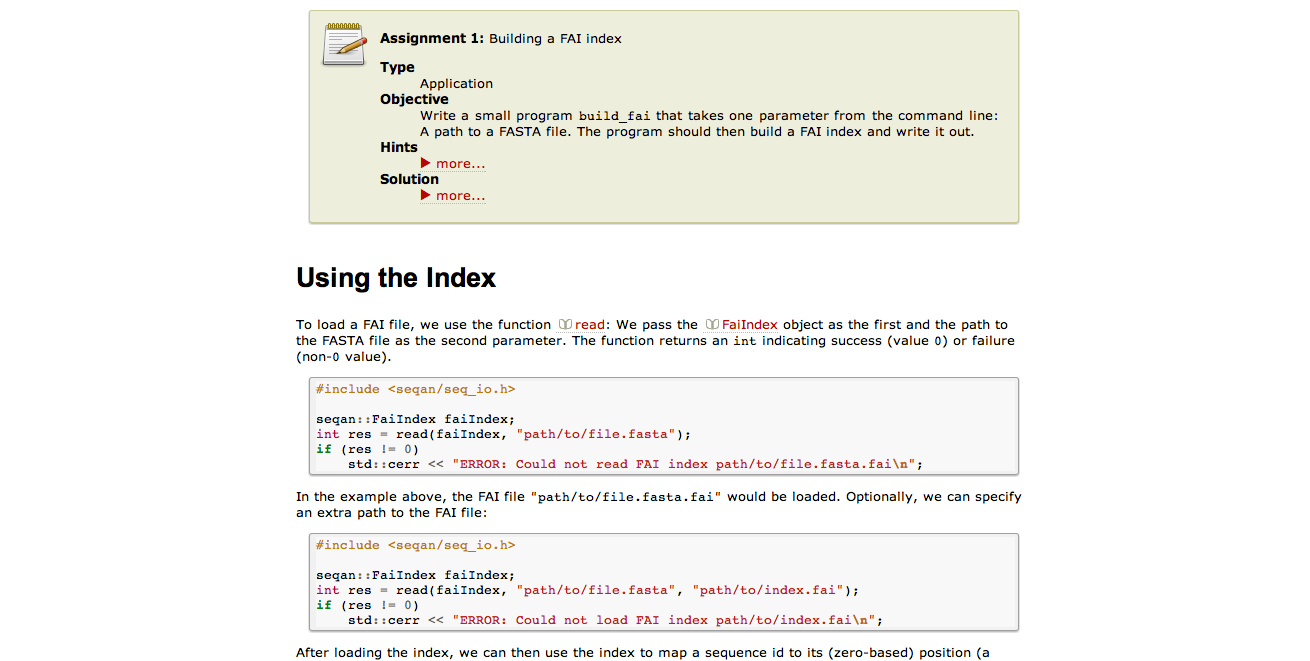 Assignment 1: Building a FAI index
Type
Application
Objective
Write a small program build_fai that takes one parameter from the command line:
A path to a FASTA file. The program should then build a FAI index and write it out.
Hints
more...
Solution
more...
Using the Index
To load a FAI file, we use the function read: We pass the FaiIndex object as the first and the path to
the FASTA file as the second parameter. The function returns an int indicating success (value 0) or failure
(non-0 value).
#include <seqan/seq_io.h>
seqan::FaiIndex faiIndex;
int res = read(faiIndex, "path/to/file.fasta");
if (res != 0)
    std::cerr << "ERROR: Could not read FAI index path/to/file.fasta.fai\n";
In the example above, the FAI file "path/to/file.fasta.fai" would be loaded. Optionally, we can specify
an extra path to the FAI file:
#include <seqan/seq_io.h>
seqan::FaiIndex faiIndex;
int res = read(faiIndex, "path/to/file.fasta", "path/to/index.fai");
if (res != 0)
    std::cerr << "ERROR: Could not load FAI index path/to/index.fai\n";
After loading the index, we can then use the index to map a sequence id to its (zero-based) position (a